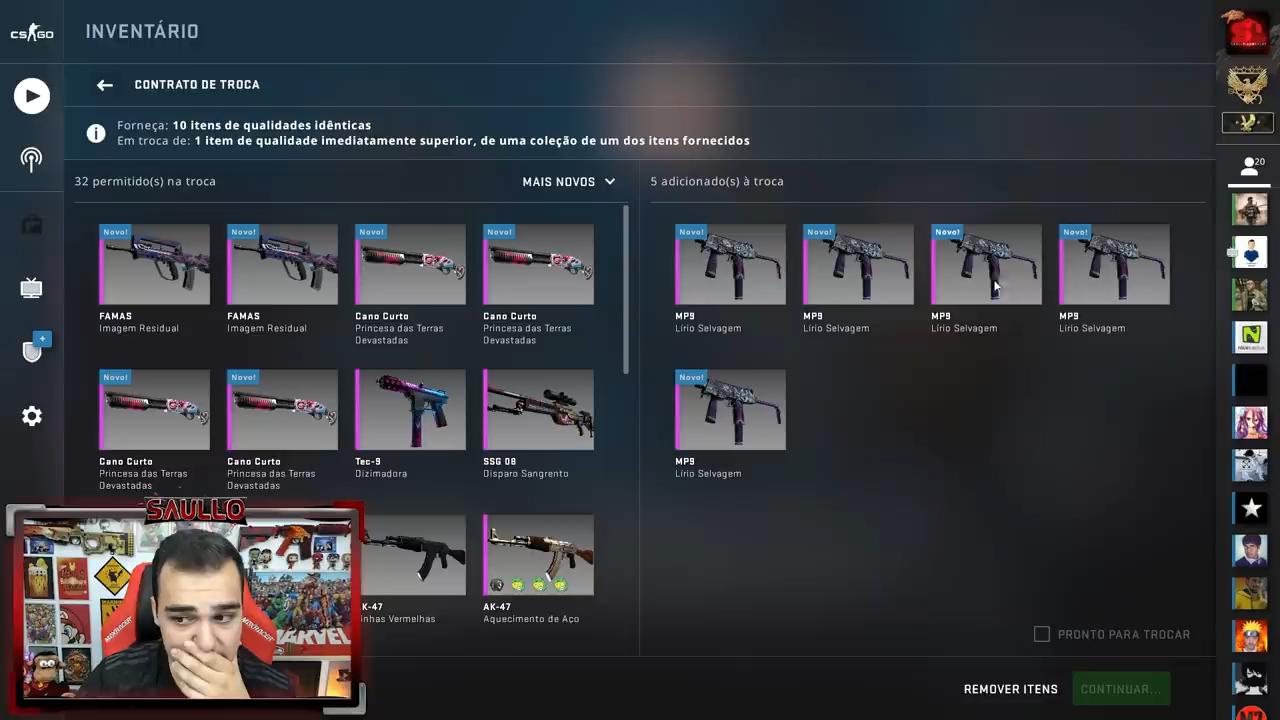 CS GO
INVENTÁRIO
CONTRATO DE TROCA
Forneça: 10 itens de qualidades idênticas
Em troca de: 1 item de qualidade imediatamente superior, de uma coleção de um dos itens fornecidos
32 permitido(s) na troca
MAIS NOVOS
5 adicionado(s) à troca
20
Novo!
FAMAS
Imagem Residual
Novo!
FAMAS
Imagem Residual
Novo!
Cano Curto
Princesa das Terras
Devastadas
Novo!
Cano Curto
Princesa das Terras
Devastadas
Novo!
Cano Curto
Princesa das Terras
Devastadas
Novo!
Cano Curto
Princesa das Terras
Devastadas
Tec-9
Dizimadora
SSG 08
Disparo Sangrento
K-47
inhas Vermelhas
AK-47
Aquecimento de Aço
Novo!
MP9
Lírio Selvagem
Novo!
MP9
Lírio Selvagem
Novo!
MP9
Lírio Selvagem
Novo!
MP9
Lírio Selvagem
Novo!
MP9
Lírio Selvagem
PRONTO PARA TROCAR
REMOVER ITENS
CONTINUAR...
SAULLO
MARVEL